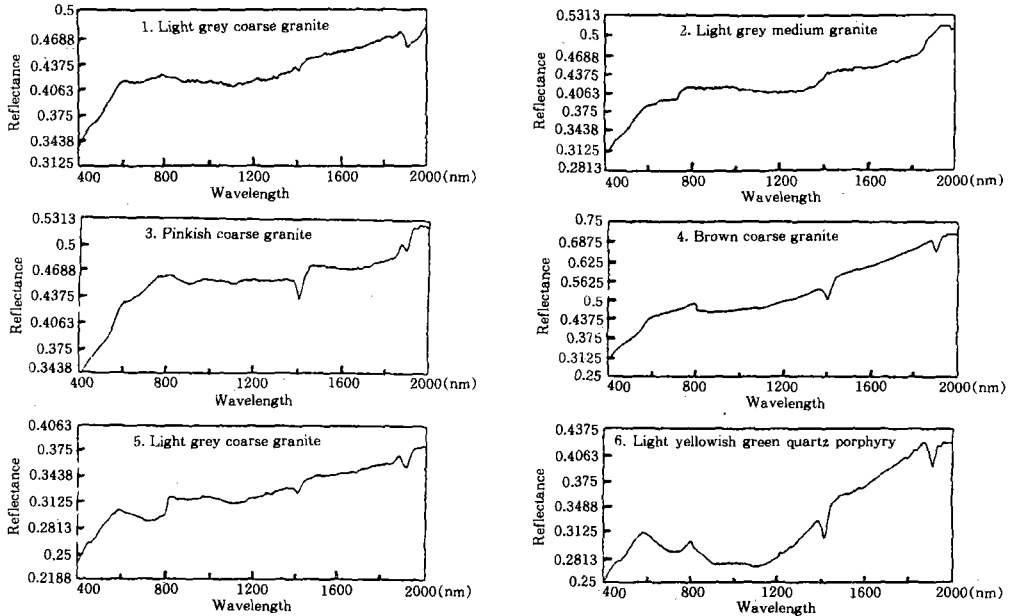 0.5
0.4688
0.4375
0.4063
0.375
0.3438
0.3125
Reflectance
1. Light grey coarse granite
400 800 1200 1600 2000(nm)
Wavelength
0.5313
0.5
0.4688
0.4375
0.4063
0.375
0.3438
0.3125
0.2813
Reflectance
2. Light grey medium granite
400 800 1200 1600 2000(nm)
Wavelength
0.5313
0.5
0.4688
0.4375
0.4063
0.375
0.3438
Reflectance
3. Pinkish coarse granite
400 800 1200 1600 2000(nm)
Wavelength
0.75
0.6875
0.625
0.5625
0.5
0.4375
0.375
0.3125
0.25
Reflectance
4. Brown coarse granite
400 800 1200 1600 2000(nm)
Wavelength
0.4063
0.375
0.3438
0.3125
0.2813
0.25
0.2188
Reflectance
5. Light grey coarse granite
400 800 1200 1600 2000(nm)
Wavelength
0.4375
0.4063
0.375
0.3488
0.3125
0.2813
0.25
Reflectance
6. Light yellowish green quartz porphyry
400 800 1200 1600 2000(nm)
Wavelength